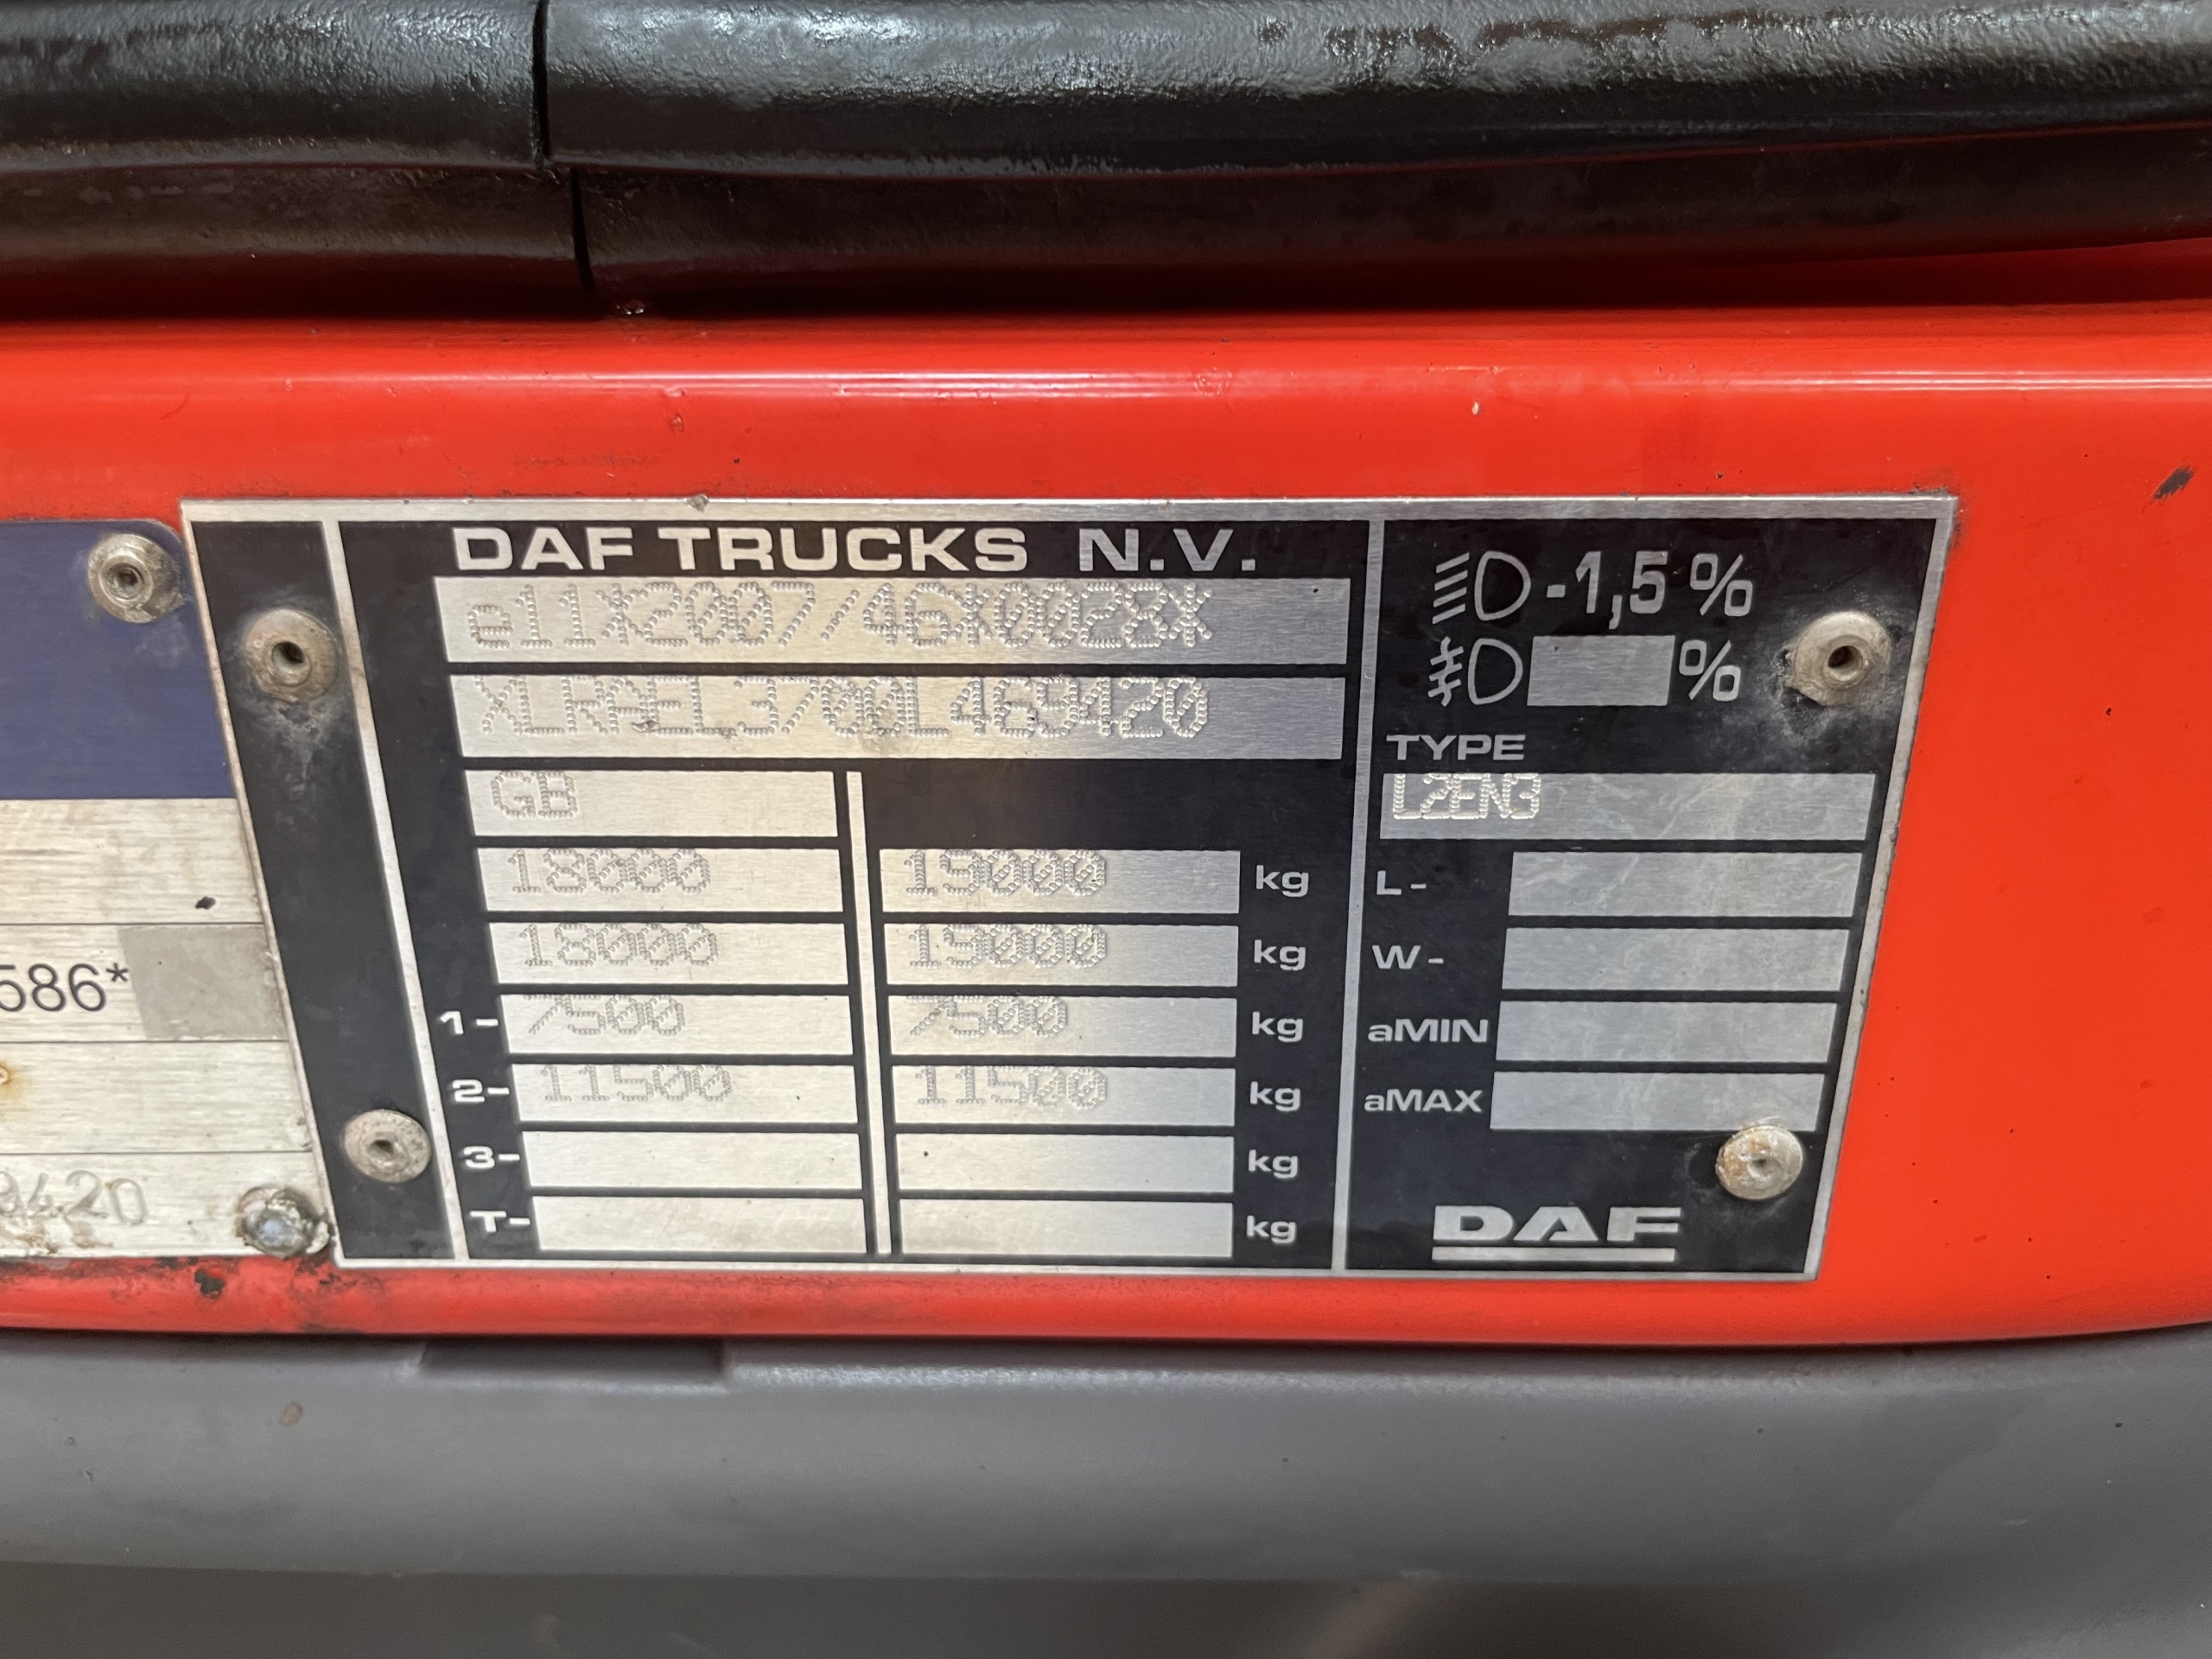 DAF TRUCKS N.V.
e11*2007/46*0028*
XLRAEL3700L469420
GB
18000 19000 kg
18000 19000 kg
1- 7500 7500 kg
2- 11500 11500 kg
3- kg
T- kg
-1,5 %
%
TYPE
L2EN3
L-
W-
aMIN
aMAX
DAF
586*
9420